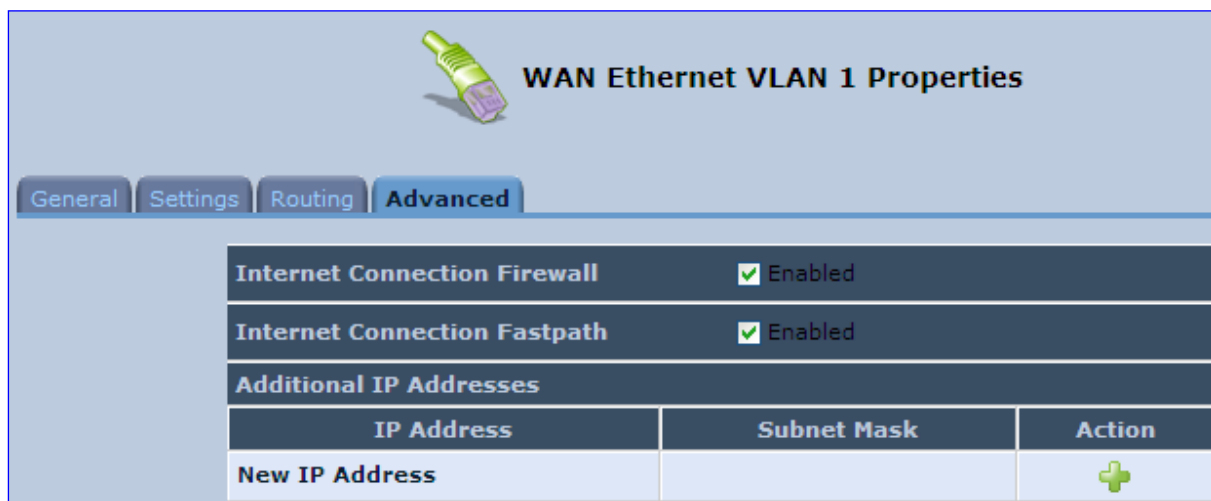 WAN Ethernet VLAN 1 Properties
General Settings Routing Advanced
Internet Connection Firewall Enabled
Internet Connection Fastpath Enabled
Additional IP Addresses
IP Address Subnet Mask Action
New IP Address